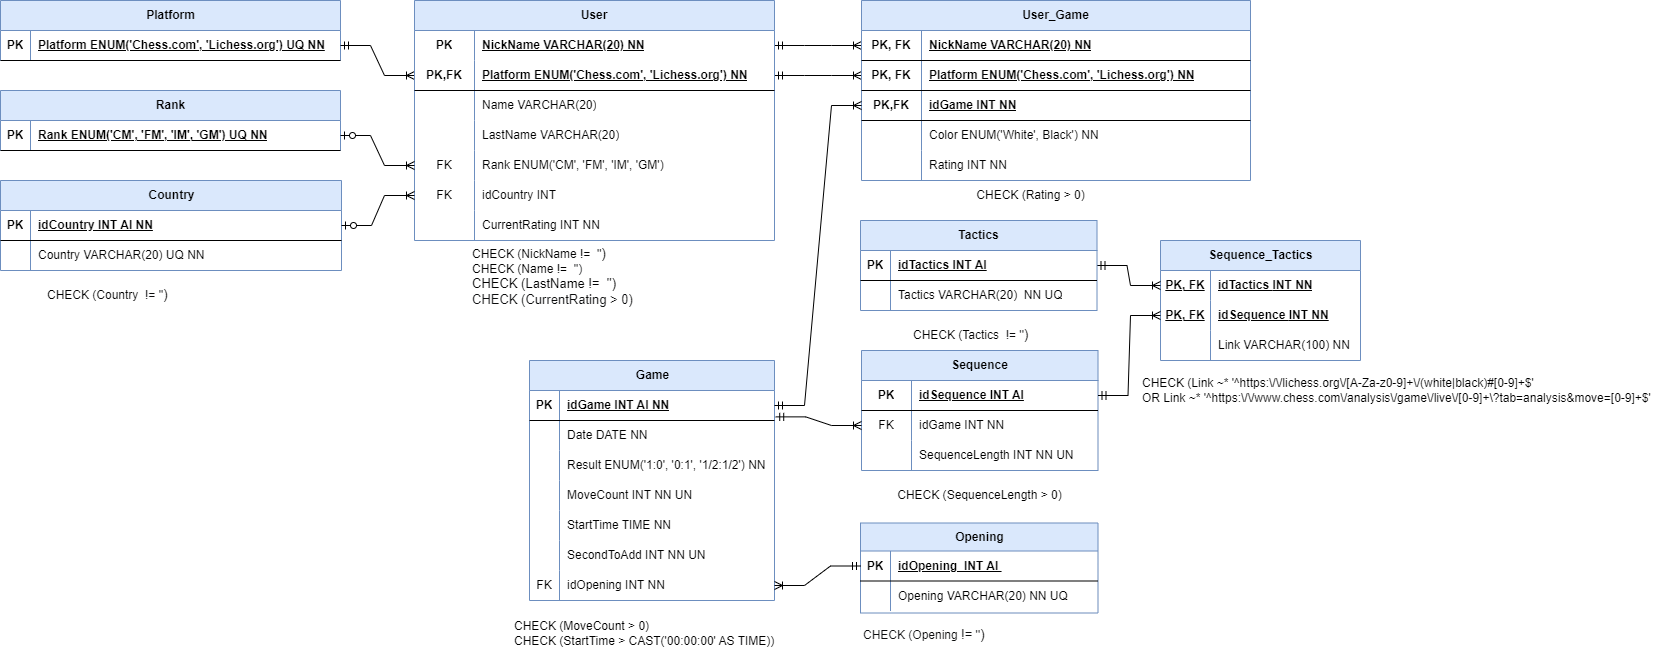 Platform
PK Platform ENUM('Chess.com', 'Lichess.org') UQ NN
Rank
PK Rank ENUM('CM', 'FM', 'IM', 'GM') UQ NN
Country
PK idCountry INT AI NN
Country VARCHAR(20) UQ NN
CHECK (Country  != '')
User
PK NickName VARCHAR(20) NN
PK,FK Platform ENUM('Chess.com', 'Lichess.org') NN
Name VARCHAR(20)
LastName VARCHAR(20)
FK Rank ENUM('CM', 'FM', 'IM', 'GM')
FK idCountry INT
CurrentRating INT NN
CHECK (NickName !=  '')
CHECK (Name !=  '')
CHECK (LastName !=  '')
CHECK (CurrentRating > 0)
User_Game
PK, FK NickName VARCHAR(20) NN
PK, FK Platform ENUM('Chess.com', 'Lichess.org') NN
PK,FK idGame INT NN
Color ENUM('White', Black') NN
Rating INT NN
CHECK (Rating > 0)
Tactics
PK idTactics INT AI
Tactics VARCHAR(20)  NN UQ
CHECK (Tactics  != '')
Sequence_Tactics
PK, FK idTactics INT NN
PK, FK idSequence INT NN
Link VARCHAR(100) NN
CHECK (Link ~* '^https:\/\/lichess.org\/[A-Za-z0-9]+\/(white|black)#[0-9]+$'
OR Link ~* '^https:\/\/www.chess.com\/analysis\/game\/live\/[0-9]+\?tab=analysis&move=[0-9]+$'
Game
PK idGame INT AI NN
Date DATE NN
Result ENUM('1:0', '0:1', '1/2:1/2') NN
MoveCount INT NN UN
StartTime TIME NN
SecondToAdd INT NN UN
FK idOpening INT NN
CHECK (MoveCount > 0)
CHECK (StartTime > CAST('00:00:00' AS TIME))
Sequence
PK idSequence INT AI
FK idGame INT NN
SequenceLength INT NN UN
CHECK (SequenceLength > 0)
Opening
PK idOpening  INT AI
Opening VARCHAR(20) NN UQ
CHECK (Opening != '')